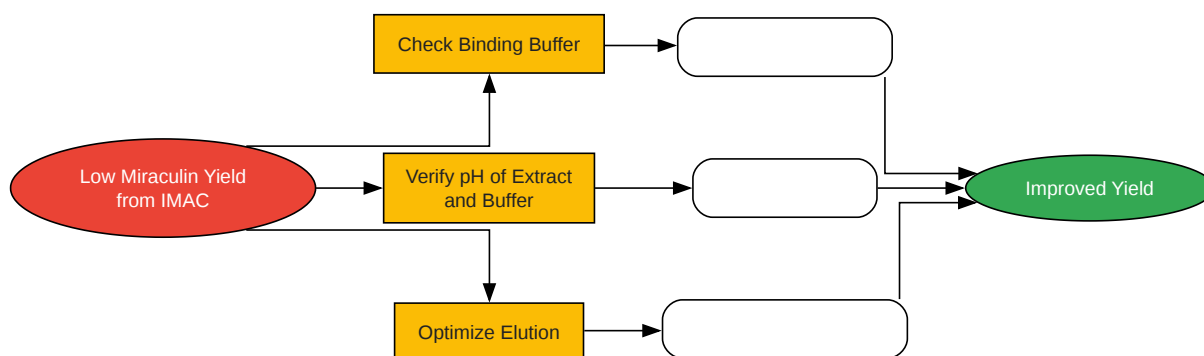 Check Binding Buffer
Low Miraculin Yield
from IMAC
Verify pH of Extract
and Buffer
Improved Yield
Optimize Elution